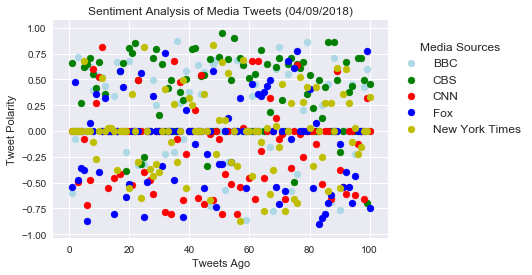 Sentiment Analysis of Media Tweets (04/09/2018)
1.00
0.75
0.50
0.25
0.00
−0.25
−0.50
−0.75
−1.00
Tweet Polarity
0 20 40 60 80 100
Tweets Ago
Media Sources
BBC
CBS
CNN
Fox
New York Times